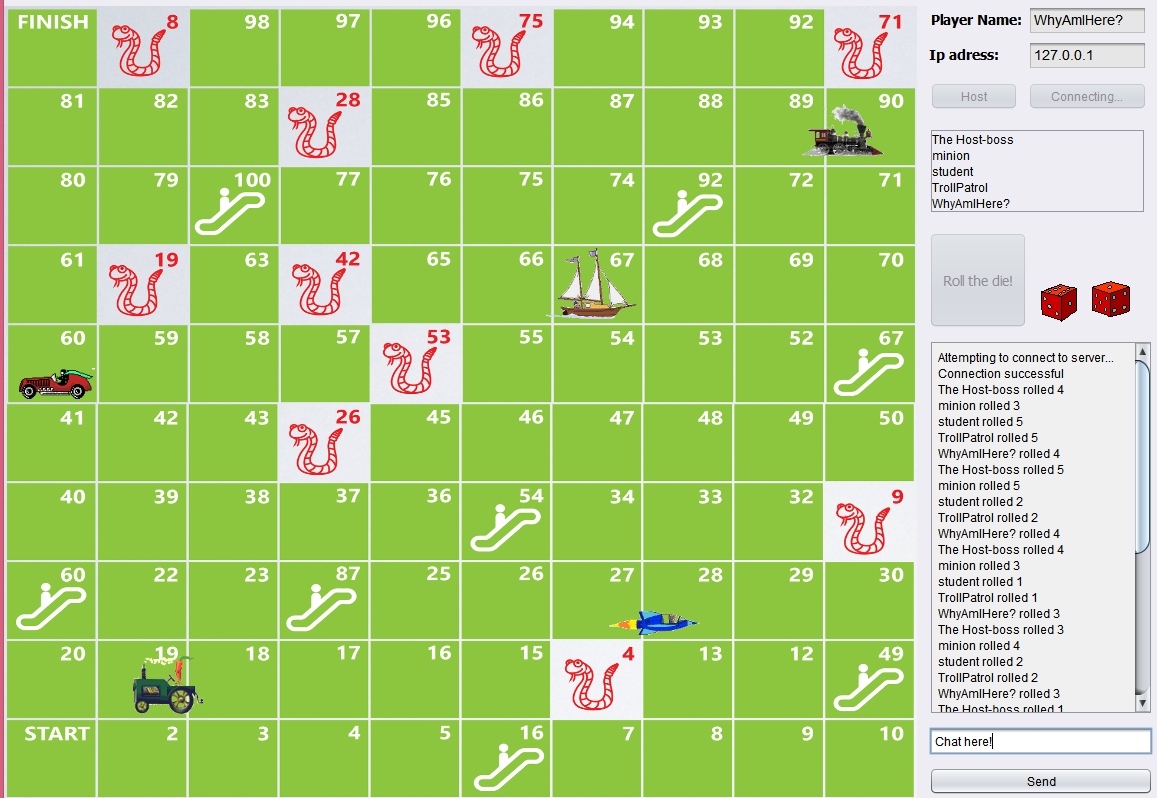 FINISH 8 98 97 96 75 94 93 92 71
81 82 83 28 85 86 87 88 89 90
80 79 100 77 76 75 74 92 72 71
61 19 63 42 65 66 67 68 69 70
60 59 58 57 53 55 54 53 52 67
41 42 43 26 45 46 47 48 49 50
40 39 38 37 36 54 34 33 32 9
60 22 23 87 25 26 27 28 29 30
20 19 18 17 16 15 4 13 12 49
START 2 3 4 5 16 7 8 9 10
Player Name: WhyAmIHere?
Ip adress: 127.0.0.1
Host Connecting...
The Host-boss
minion
student
TrollPatrol
WhyAmIHere?
Roll the die!
Attempting to connect to server...
Connection successful
The Host-boss rolled 4
minion rolled 3
student rolled 5
TrollPatrol rolled 5
WhyAmIHere? rolled 4
The Host-boss rolled 5
minion rolled 5
student rolled 2
TrollPatrol rolled 2
WhyAmIHere? rolled 4
The Host-boss rolled 4
minion rolled 3
student rolled 1
TrollPatrol rolled 1
WhyAmIHere? rolled 3
The Host-boss rolled 3
minion rolled 4
student rolled 2
TrollPatrol rolled 2
WhyAmIHere? rolled 3
The Host-boss rolled 1
Chat here!
Send